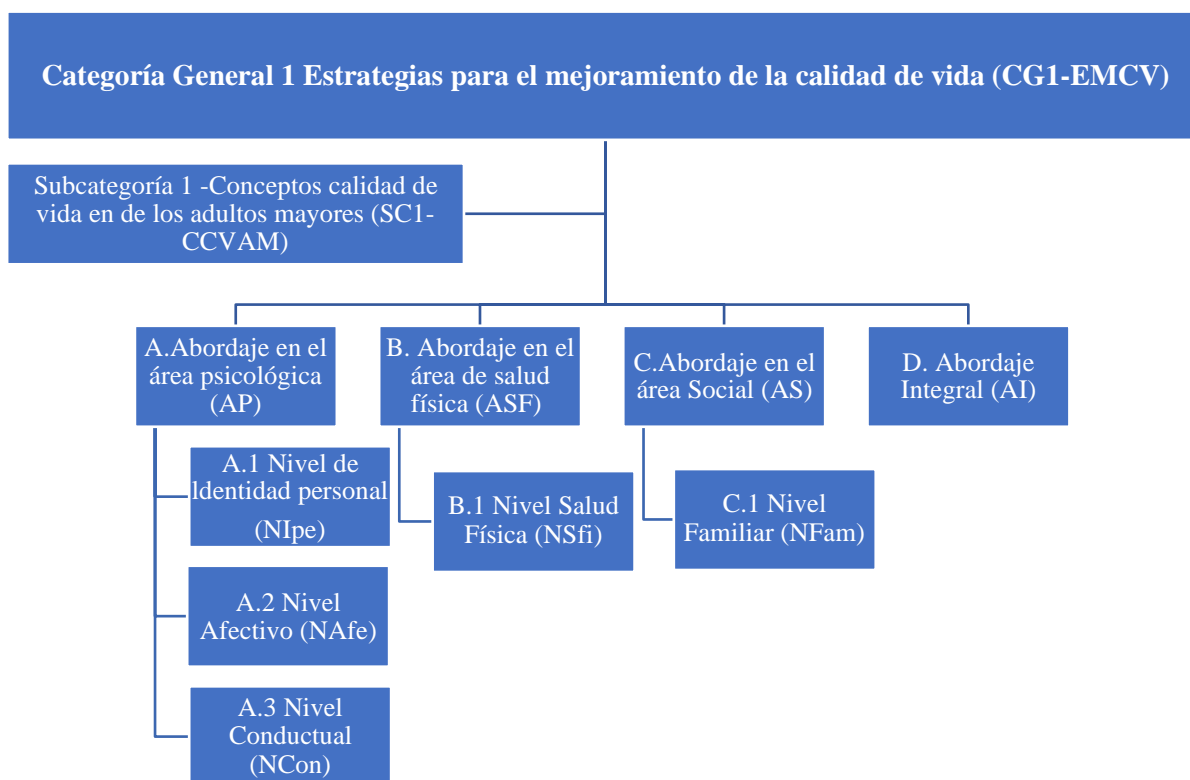 Categoría General 1 Estrategias para el mejoramiento de la calidad de vida (CG1-EMCV)
Subcategoría 1 -Conceptos calidad de
vida en de los adultos mayores (SC1-
CCVAM)
A.Abordaje en el
área psicológica
(AP)
B. Abordaje en el
área de salud
física (ASF)
C.Abordaje en el
área Social (AS)
D. Abordaje
Integral (AI)
A.1 Nivel de
Identidad personal
(NIpe)
B.1 Nivel Salud
Física (NSfi)
C.1 Nivel
Familiar (NFam)
A.2 Nivel
Afectivo (NAfe)
A.3 Nivel
Conductual
(NCon)